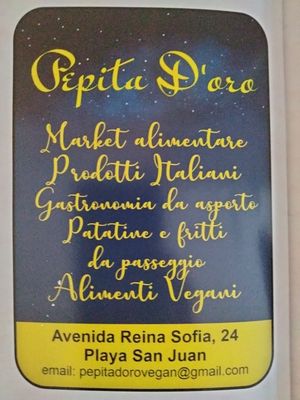 Pepita D'oro
Market alimentare
Prodotti Italiani
Gastronomia da asporto
Patatine e fritti
da passeggio
Alimenti Vegani
Avenida Reina Sofia, 24
Playa San Juan
email: pepitadorovegan@gmail.com